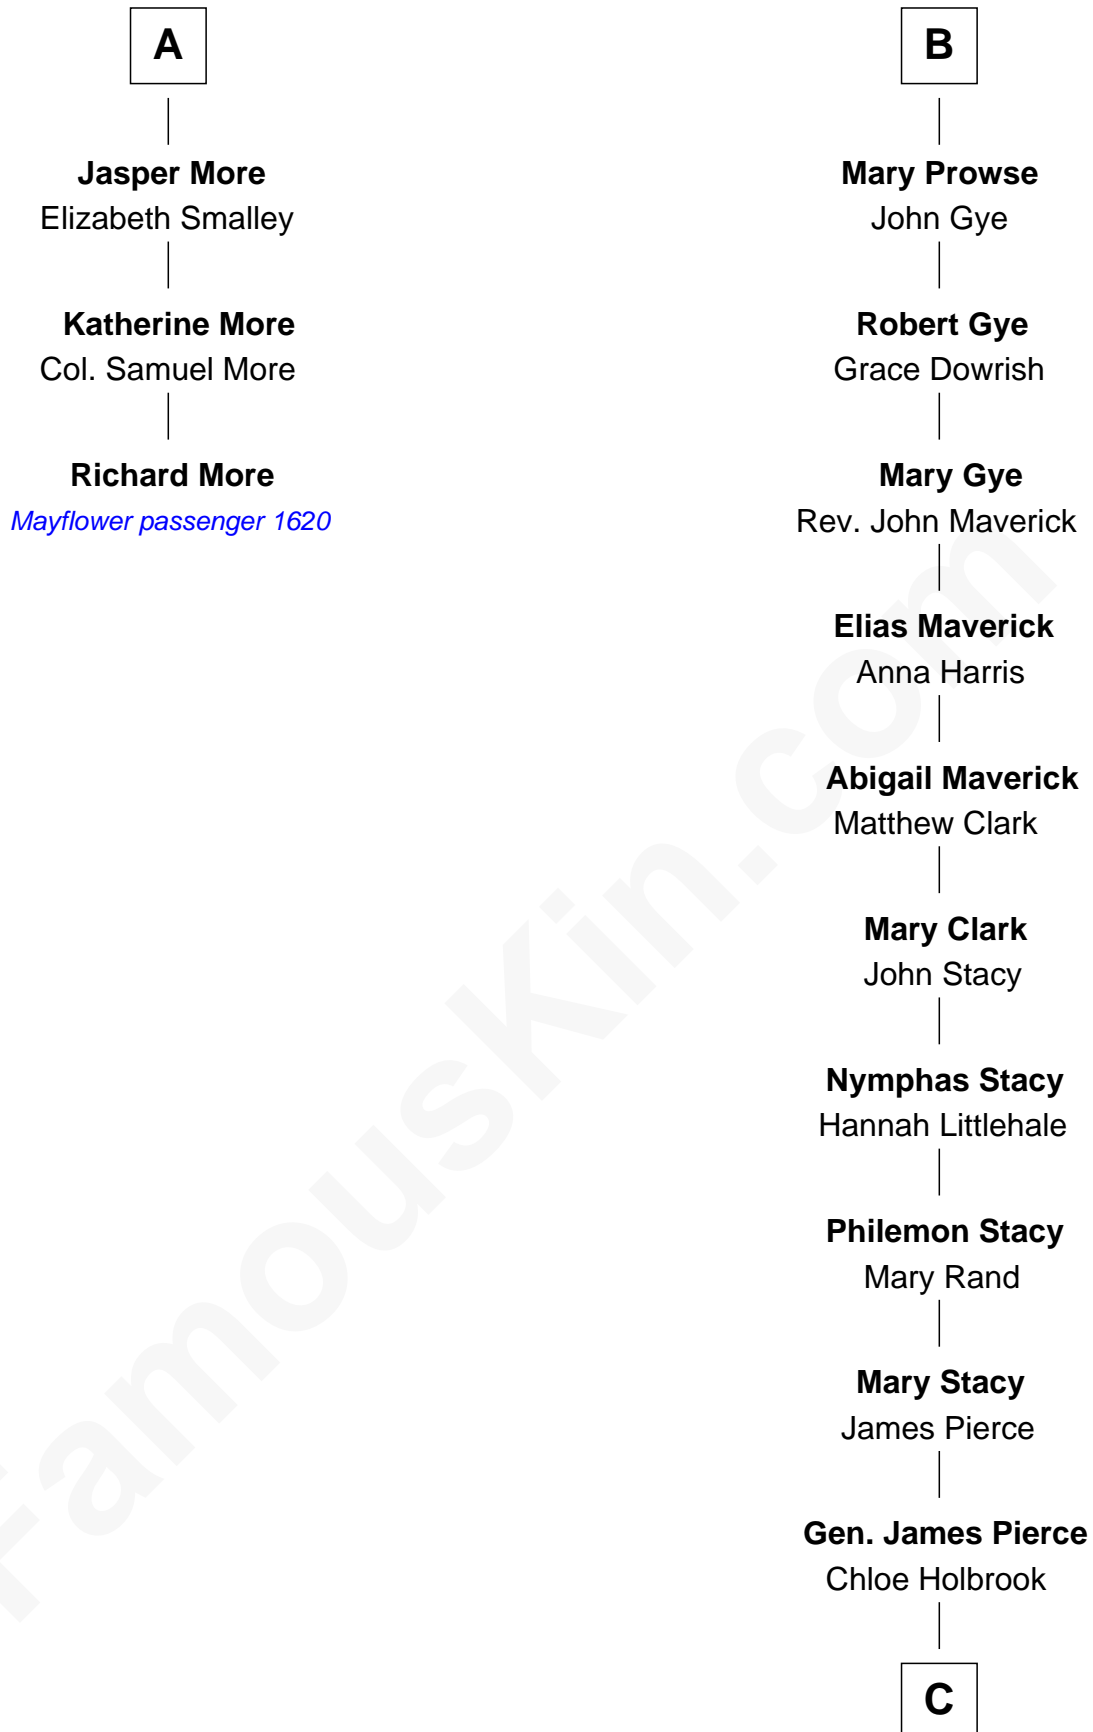 A
Jasper More
Elizabeth Smalley
Katherine More
Col. Samuel More
Richard More
Mayflower passenger 1620
B
Mary Prowse
John Gye
Robert Gye
Grace Dowrish
Mary Gye
Rev. John Maverick
Elias Maverick
Anna Harris
Abigail Maverick
Matthew Clark
Mary Clark
John Stacy
Nymphas Stacy
Hannah Littlehale
Philemon Stacy
Mary Rand
Mary Stacy
James Pierce
Gen. James Pierce
Chloe Holbrook
C
FamousKin.com